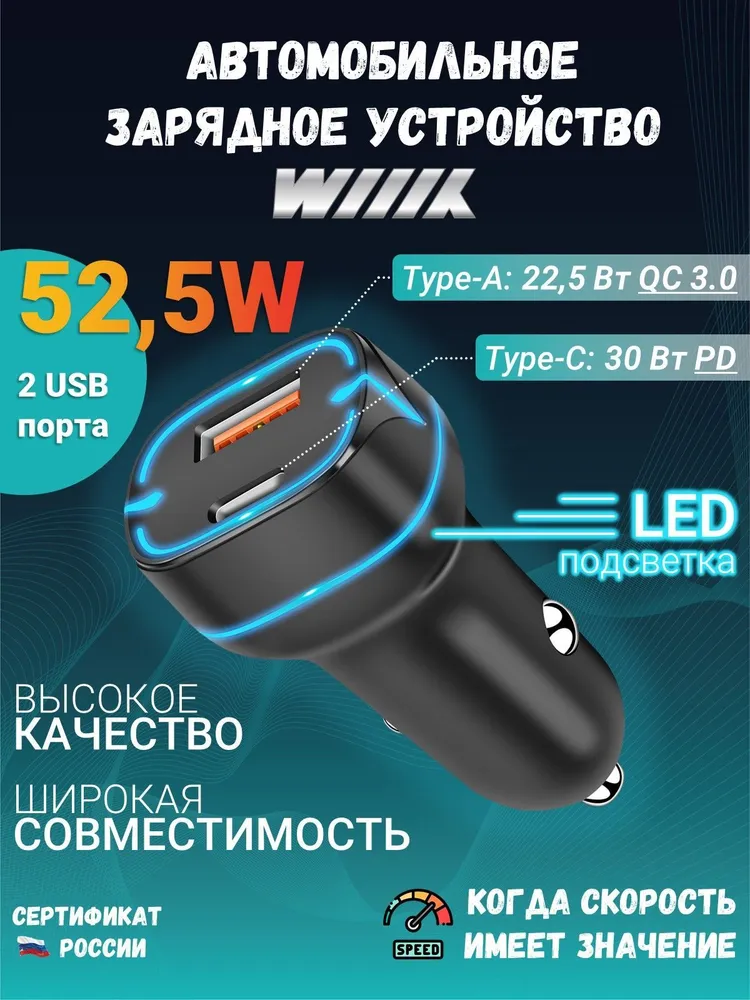 АВТОМОБИЛЬНОЕ
ЗАРЯДНОЕ УСТРОЙСТВО
WIIIK
52,5W
Type-A: 22,5 Вт QC 3.0
Type-C: 30 Вт PD
2 USB
порта
LED
подсветка
ВЫСОКОЕ
КАЧЕСТВО
ШИРОКАЯ
СОВМЕСТИМОСТЬ
СЕРТИФИКАТ
РОССИИ
SPEED
КОГДА СКОРОСТЬ
ИМЕЕТ ЗНАЧЕНИЕ